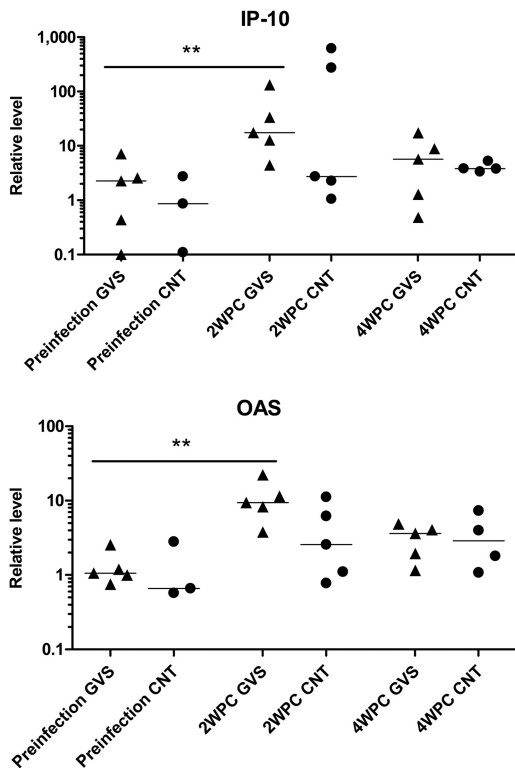 IP-10
1,000
**
100
10
1
0.1
Relative level
Preinfection GVS
Preinfection CNT
2WPC GVS
2WPC CNT
4WPC GVS
4WPC CNT
OAS
100
**
10
1
0.1
Relative level
Preinfection GVS
Preinfection CNT
2WPC GVS
2WPC CNT
4WPC GVS
4WPC CNT